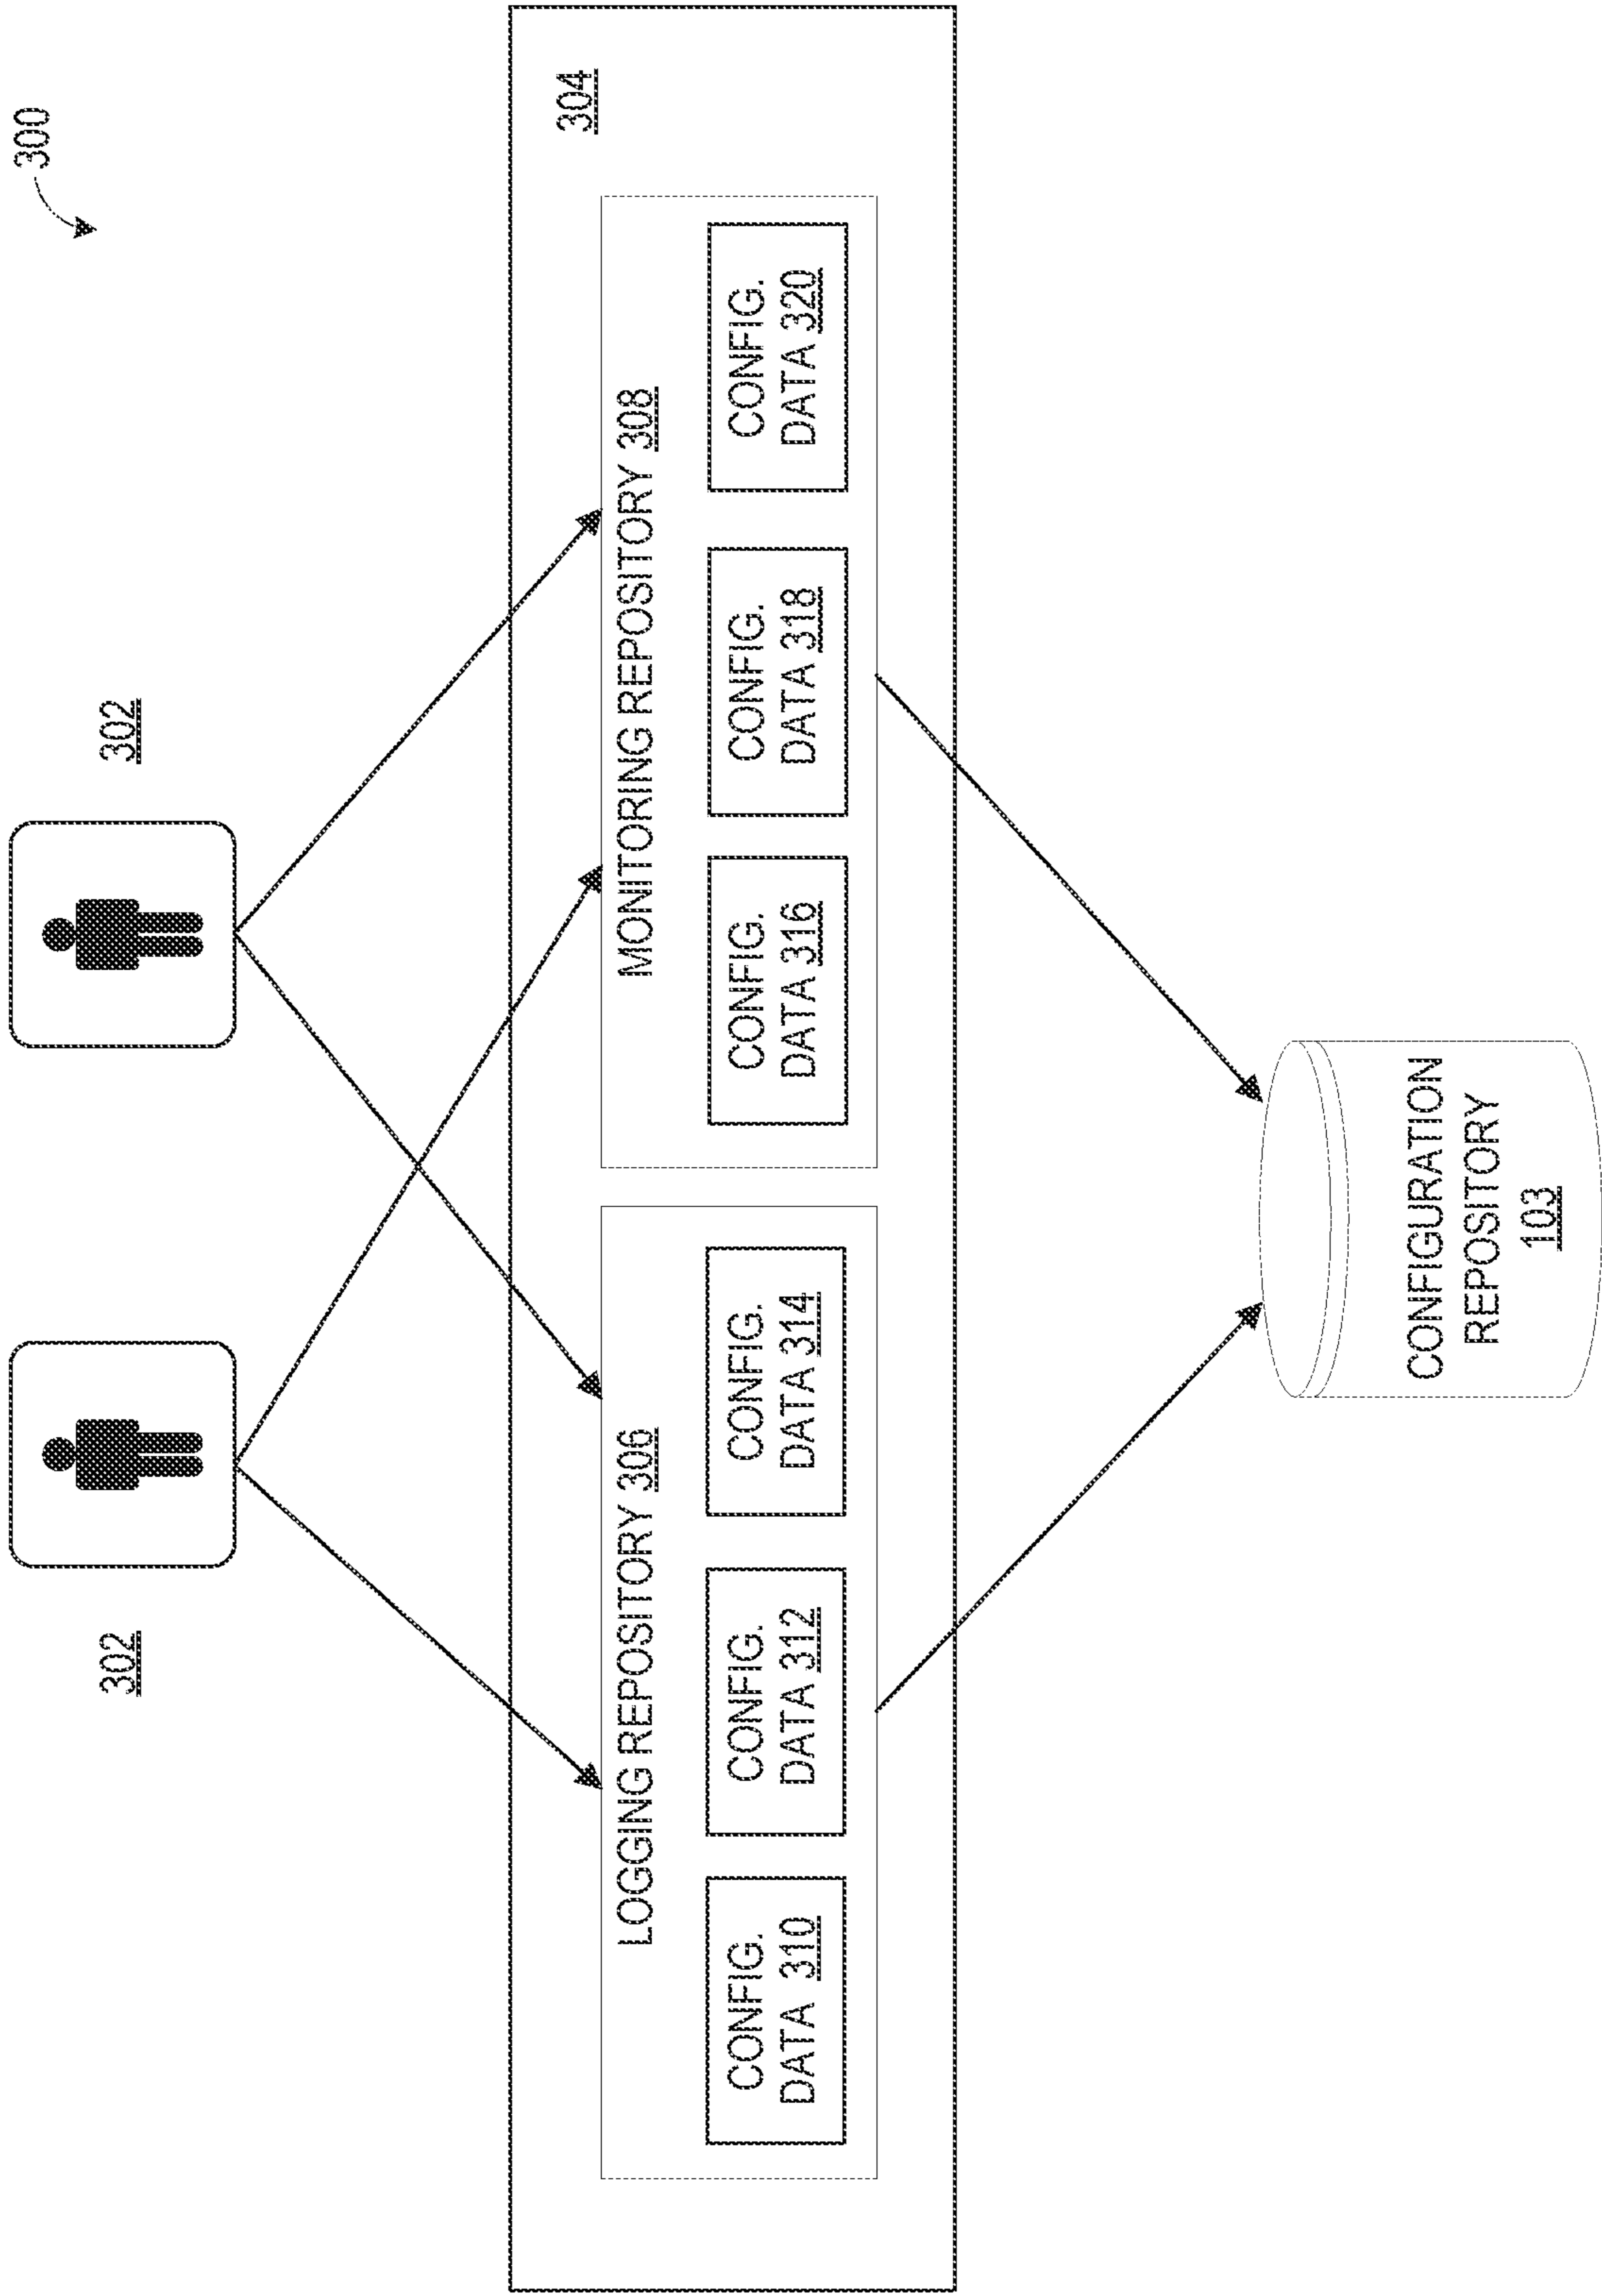 300
302
302
304
LOGGING REPOSITORY 306
CONFIG.
DATA 310
CONFIG.
DATA 312
CONFIG.
DATA 314
MONITORING REPOSITORY 308
CONFIG.
DATA 316
CONFIG.
DATA 318
CONFIG.
DATA 320
CONFIGURATION
REPOSITORY
103